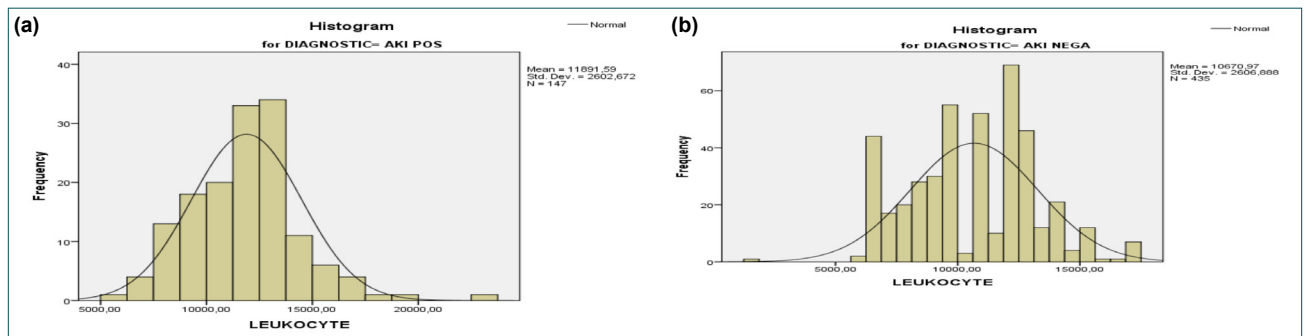 (a)
Histogram
for DIAGNOSTIC= AKI POS
Normal
Mean = 11891,59
Std. Dev. = 2602,672
N = 147
Frequency
40
30
20
10
0
5000,00 10000,00 15000,00 20000,00
LEUKOCYTE
(b)
Histogram
for DIAGNOSTIC= AKI NEGA
Normal
Mean = 10670,97
Std. Dev. = 2606,888
N = 435
Frequency
60
40
20
0
5000,00 10000,00 15000,00
LEUKOCYTE